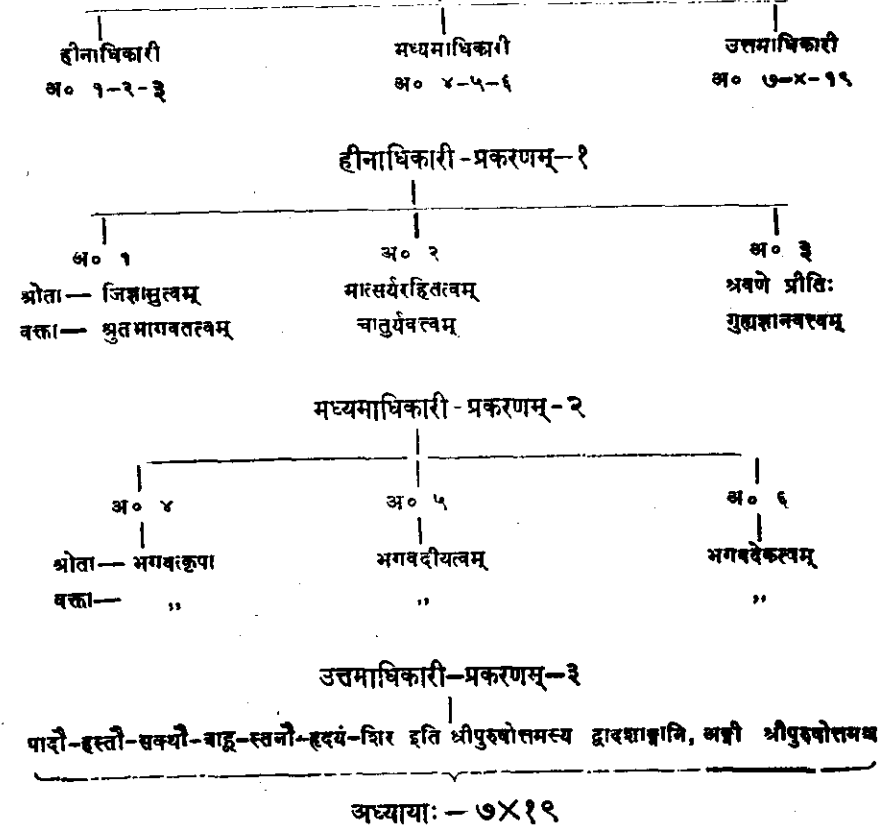 हीनाधिकारी मध्यमाधिकारी उत्तमाधिकारी
अ० १-२-३ अ० ४-५-६ अ० ७-×-१९
हीनाधिकारी-प्रकरणम्-१
अ० १ अ० २ अ० ३
श्रोता— जिज्ञासुत्वम् मात्सर्यरहितत्वम् श्रवणे प्रीतिः
वक्ता— श्रुतभागवतत्वम् चातुर्यवत्त्वम् गुह्यज्ञानवत्त्वम्
मध्यमाधिकारी-प्रकरणम्-२
अ० ४ अ० ५ अ० ६
श्रोता— भगवत्कृपा भगवदीयत्वम् भगवदेकत्वम्
वक्ता— ,, ,, ,,
उत्तमाधिकारी-प्रकरणम्-३
पादौ-हस्तौ-सक्थौ-बाहू-स्तनौ-हृदयं-शिर इति श्रीपुरुषोत्तमस्य द्वादशाङ्गानि, अङ्गी श्रीपुरुषोत्तमश्च
अध्यायाः — ७×१९